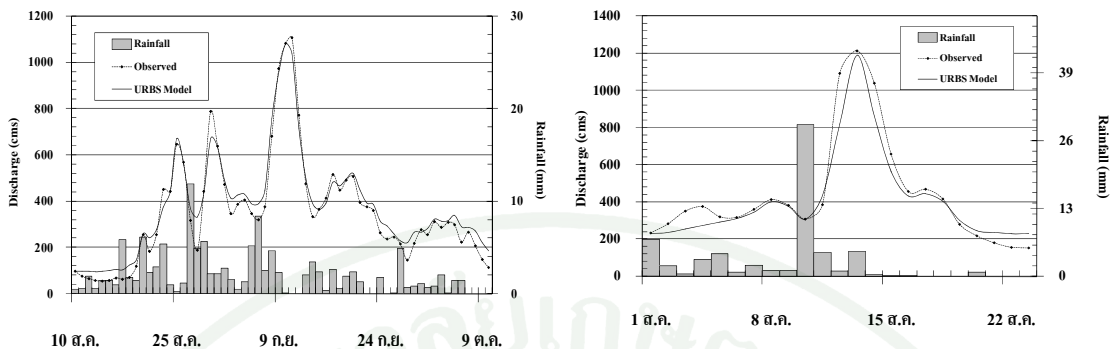 1200
1000
800
600
400
200
0
Discharge (cms)
30
20
10
0
Rainfall (mm)
Rainfall
Observed
URBS Model
10 ส.ค. 25 ส.ค. 9 ก.ย. 24 ก.ย. 9 ต.ค.
1400
1200
1000
800
600
400
200
0
Discharge (cms)
39
26
13
0
Rainfall (mm)
Rainfall
Observed
URBS Model
1 ส.ค. 8 ส.ค. 15 ส.ค. 22 ส.ค.